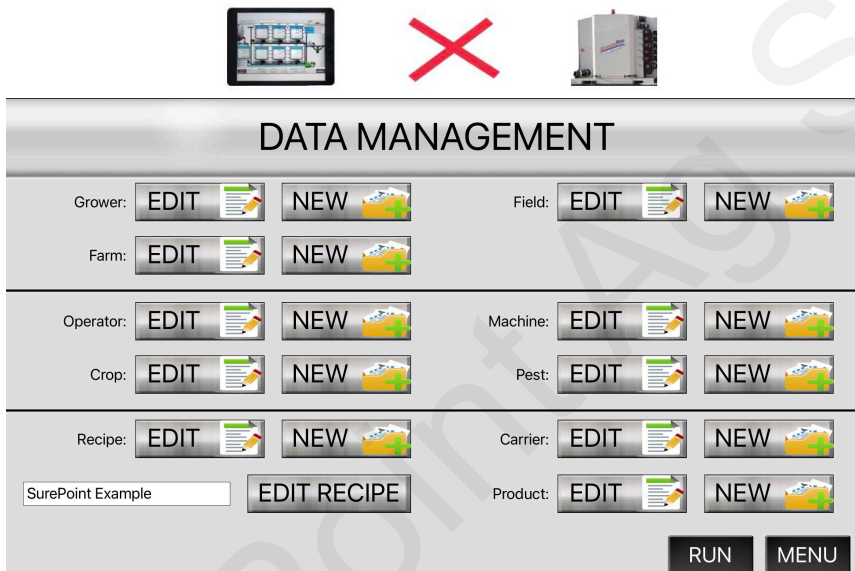 DATA MANAGEMENT
Grower: EDIT NEW Field: EDIT NEW
Farm: EDIT NEW
Operator: EDIT NEW Machine: EDIT NEW
Crop: EDIT NEW Pest: EDIT NEW
Recipe: EDIT NEW Carrier: EDIT NEW
SurePoint Example EDIT RECIPE Product: EDIT NEW
RUN MENU